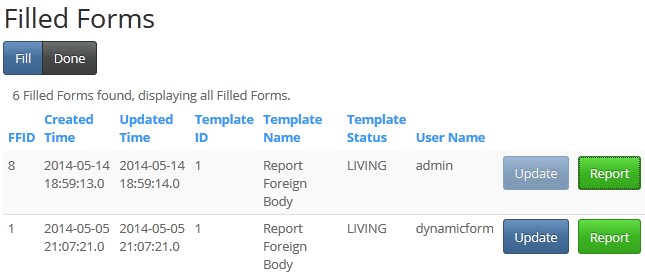 Filled Forms
Fill Done
6 Filled Forms found, displaying all Filled Forms.
FFID Created Time Updated Time Template ID Template Name Template Status User Name
8 2014-05-14 18:59:13.0 2014-05-14 18:59:14.0 1 Report Foreign Body LIVING admin Update Report
1 2014-05-05 21:07:21.0 2014-05-05 21:07:21.0 1 Report Foreign Body LIVING dynamicform Update Report